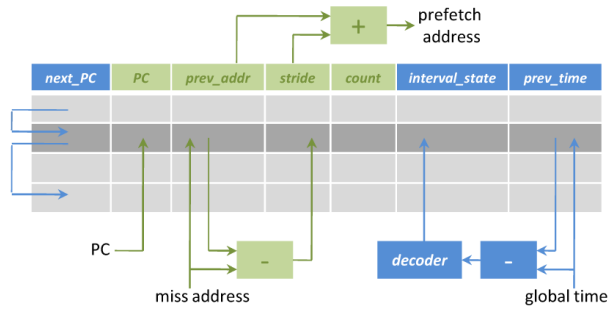 prefetch
address
+
next_PC PC prev_addr stride count interval_state prev_time
PC
-
decoder
-
miss address
global time